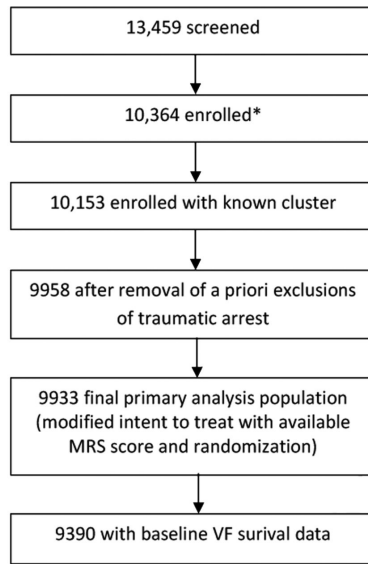 13,459 screened
10,364 enrolled*
10,153 enrolled with known cluster
9958 after removal of a priori exclusions
of traumatic arrest
9933 final primary analysis population
(modified intent to treat with available
MRS score and randomization)
9390 with baseline VF surival data